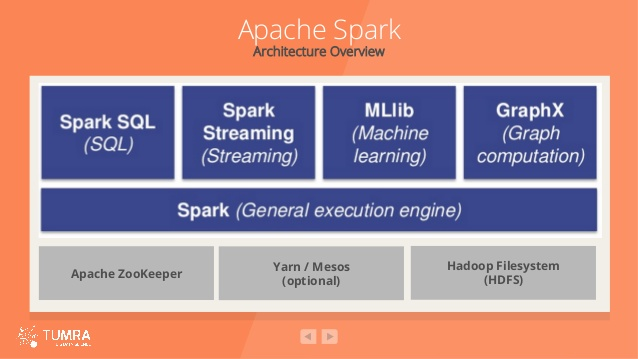 Apache Spark
Architecture Overview
Spark SQL
(SQL)
Spark
Streaming
(Streaming)
MLlib
(Machine
learning)
GraphX
(Graph
computation)
Spark (General execution engine)
Apache ZooKeeper
Yarn / Mesos
(optional)
Hadoop Filesystem
(HDFS)
TUMRA